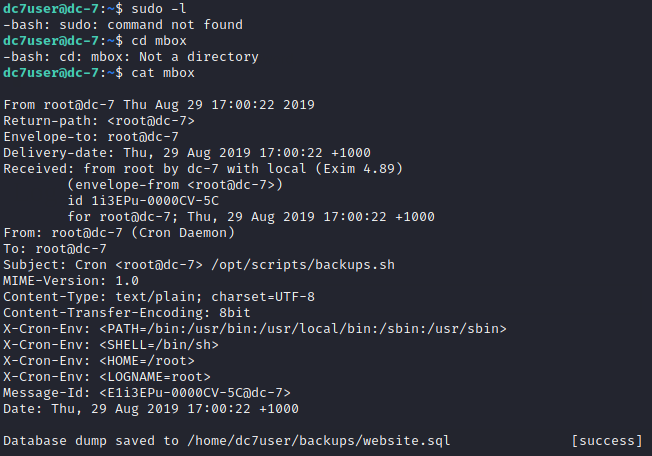 dc7user@dc-7:~$ sudo -l
-bash: sudo: command not found
dc7user@dc-7:~$ cd mbox
-bash: cd: mbox: Not a directory
dc7user@dc-7:~$ cat mbox
From root@dc-7 Thu Aug 29 17:00:22 2019
Return-path: <root@dc-7>
Envelope-to: root@dc-7
Delivery-date: Thu, 29 Aug 2019 17:00:22 +1000
Received: from root by dc-7 with local (Exim 4.89)
(envelope-from <root@dc-7>)
id 1i3EPu-0000CV-5C
for root@dc-7; Thu, 29 Aug 2019 17:00:22 +1000
From: root@dc-7 (Cron Daemon)
To: root@dc-7
Subject: Cron <root@dc-7> /opt/scripts/backups.sh
MIME-Version: 1.0
Content-Type: text/plain; charset=UTF-8
Content-Transfer-Encoding: 8bit
X-Cron-Env: <PATH=/bin:/usr/bin:/usr/local/bin:/sbin:/usr/sbin>
X-Cron-Env: <SHELL=/bin/sh>
X-Cron-Env: <HOME=/root>
X-Cron-Env: <LOGNAME=root>
Message-Id: <E1i3EPu-0000CV-5C@dc-7>
Date: Thu, 29 Aug 2019 17:00:22 +1000
Database dump saved to /home/dc7user/backups/website.sql [success]